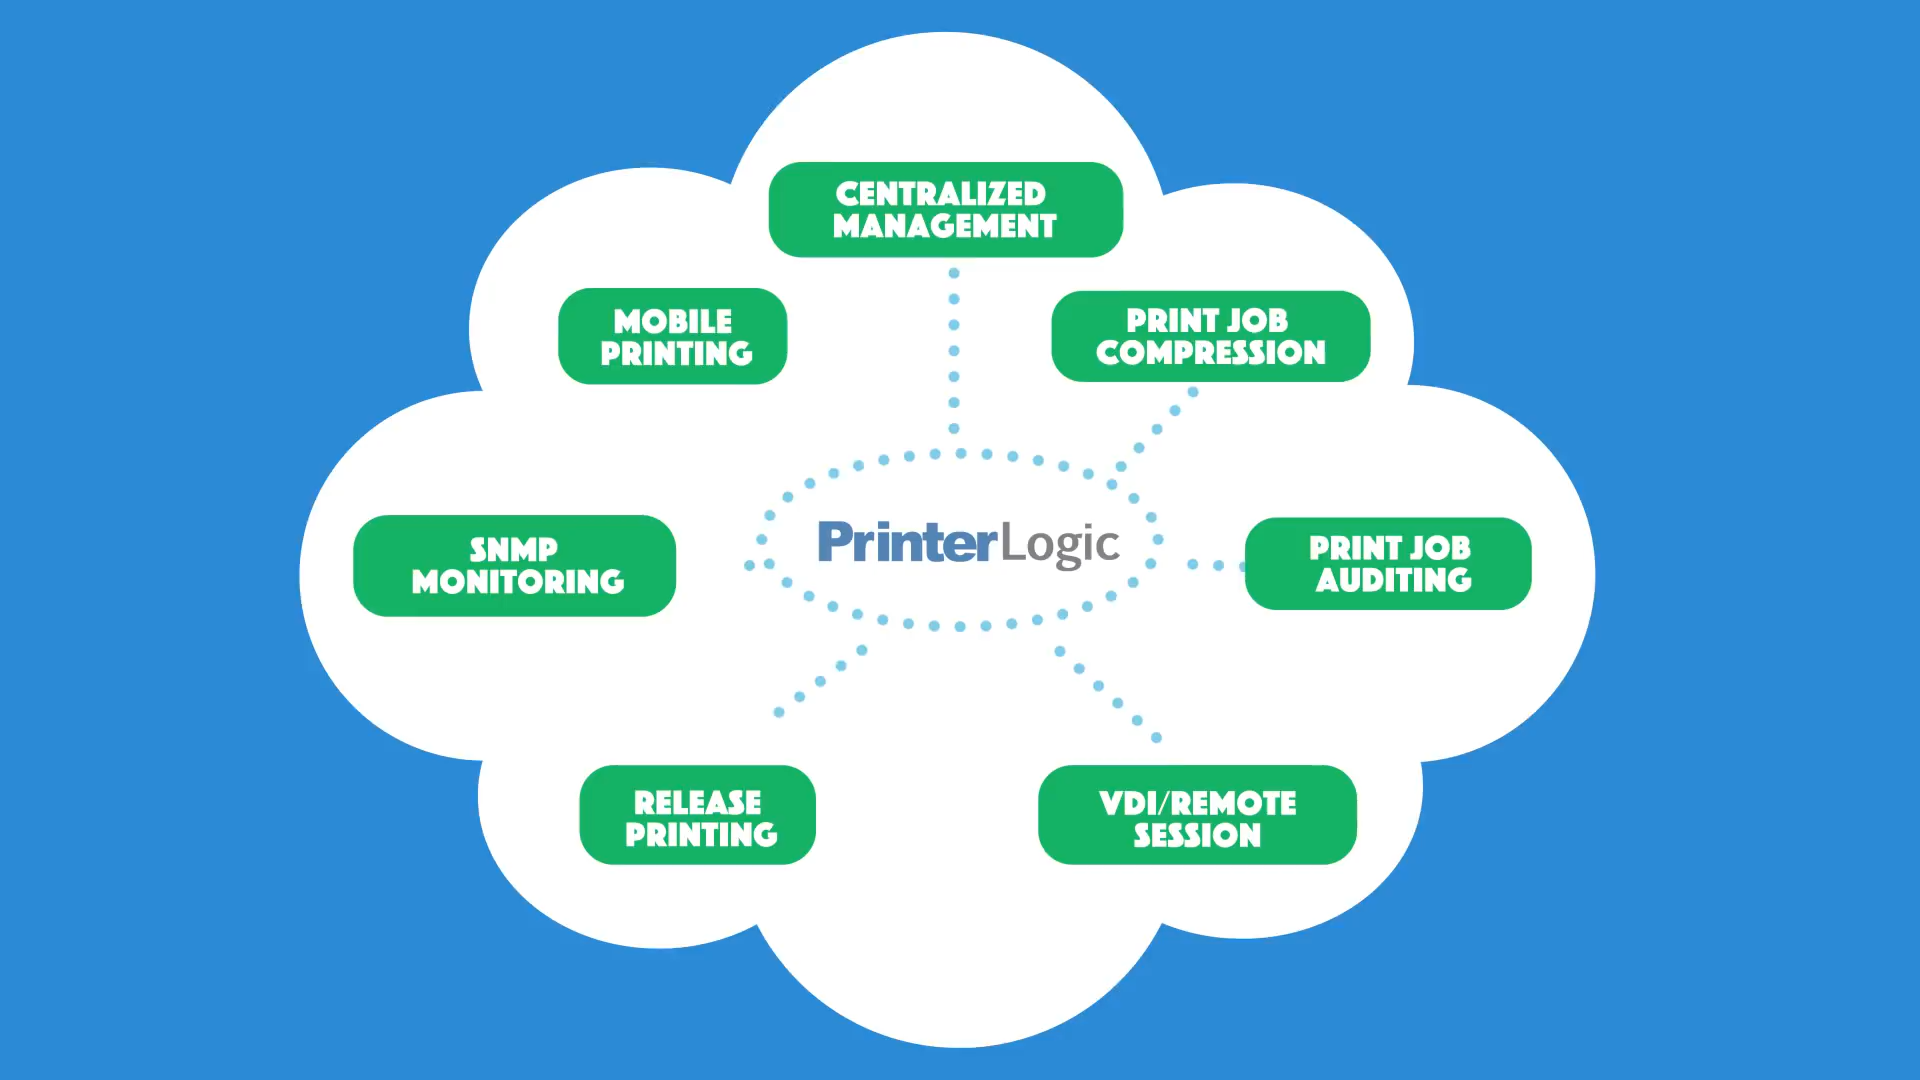 CENTRALIZED
MANAGEMENT
MOBILE
PRINTING
PRINT JOB
COMPRESSION
PrinterLogic
SNMP
MONITORING
PRINT JOB
AUDITING
RELEASE
PRINTING
VDI/REMOTE
SESSION